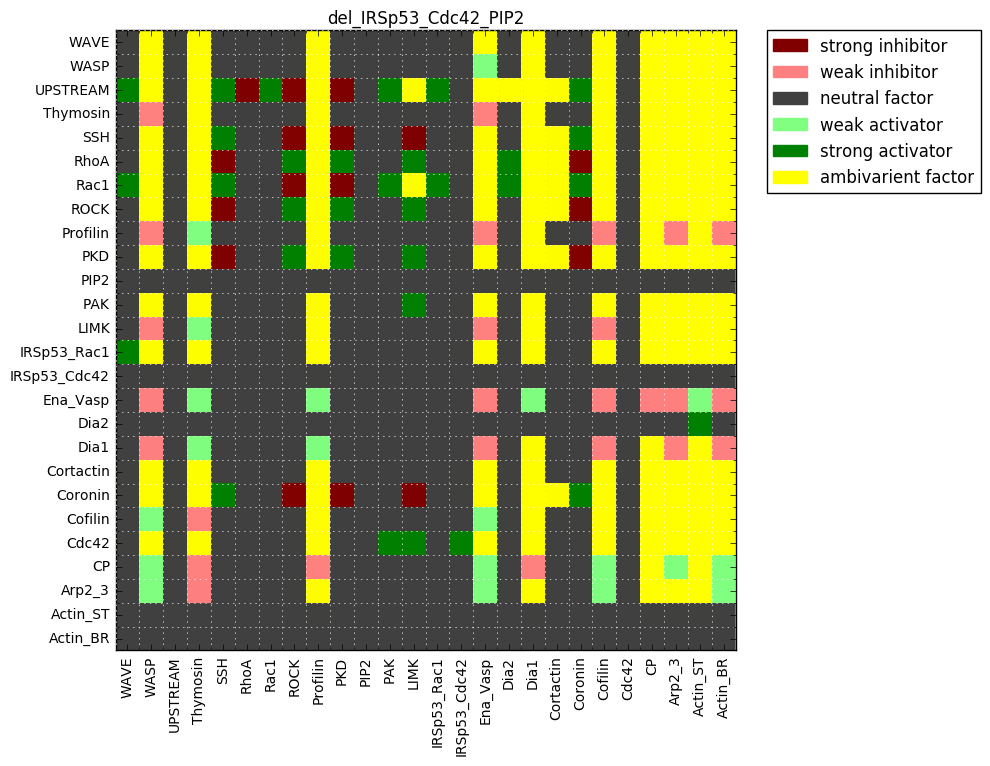 del_IRSp53_Cdc42_PIP2
WAVE
WASP
UPSTREAM
Thymosin
SSH
RhoA
Rac1
ROCK
Profilin
PKD
PIP2
PAK
LIMK
IRSp53_Rac1
IRSp53_Cdc42
Ena_Vasp
Dia2
Dia1
Cortactin
Coronin
Cofilin
Cdc42
CP
Arp2_3
Actin_ST
Actin_BR
WAVE
WASP
UPSTREAM
Thymosin
SSH
RhoA
Rac1
ROCK
Profilin
PKD
PIP2
PAK
LIMK
IRSp53_Rac1
IRSp53_Cdc42
Ena_Vasp
Dia2
Dia1
Cortactin
Coronin
Cofilin
Cdc42
CP
Arp2_3
Actin_ST
Actin_BR
strong inhibitor
weak inhibitor
neutral factor
weak activator
strong activator
ambivarient factor